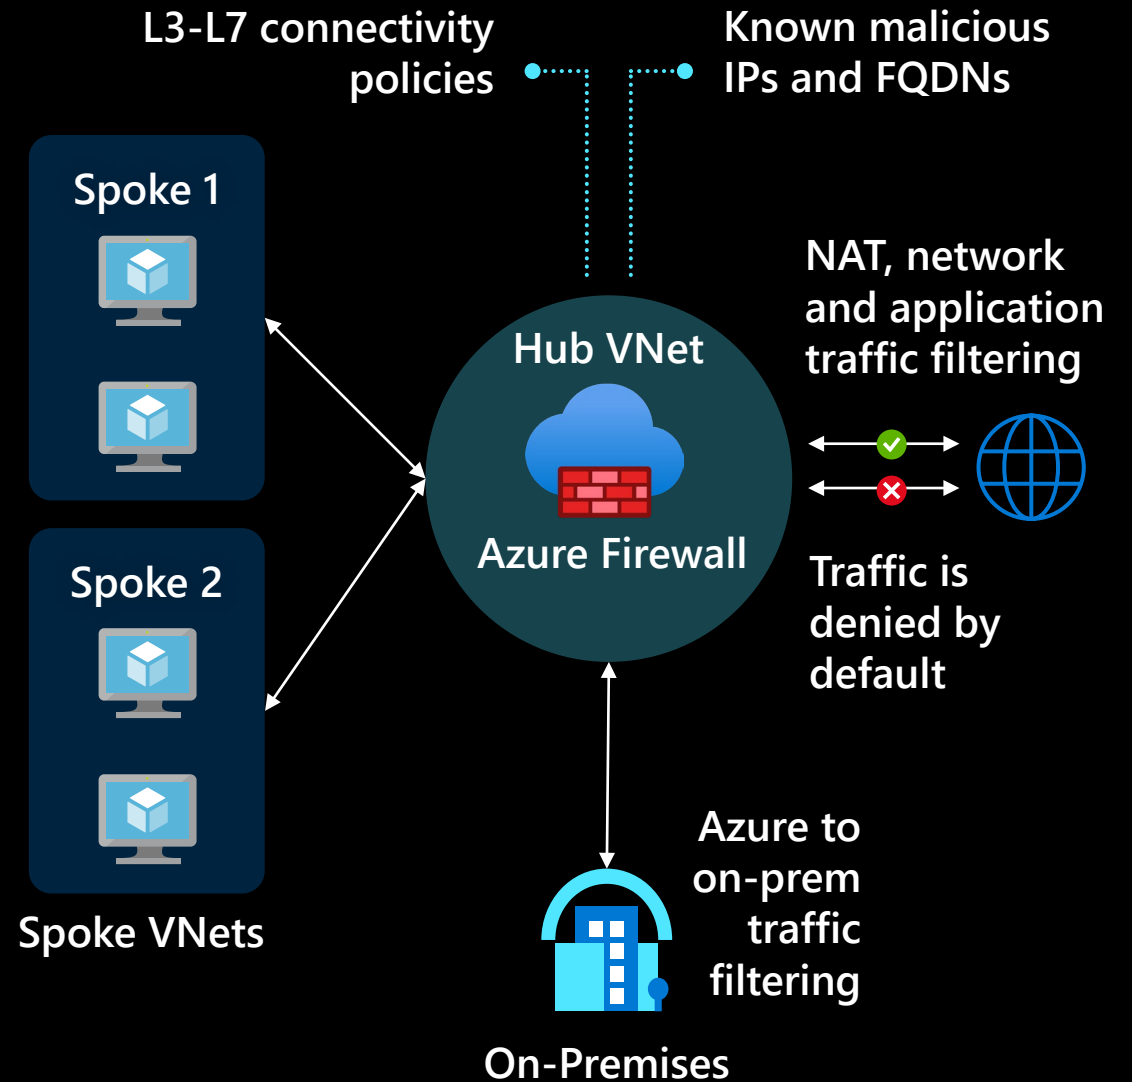 L3-L7 connectivity
policies
Known malicious
IPs and FQDNs
Spoke 1
Hub VNet
Azure Firewall
NAT, network
and application
traffic filtering
Traffic is
denied by
default
Spoke 2
Spoke VNets
Azure to
on-prem
traffic
filtering
On-Premises